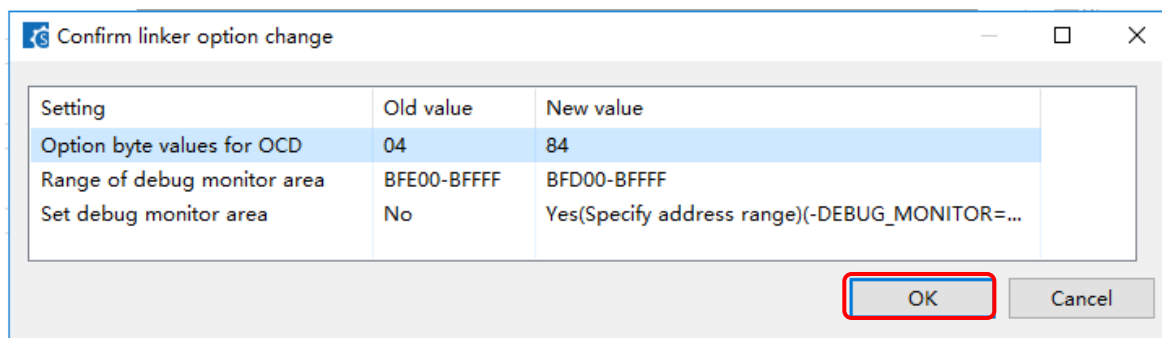 Confirm linker option change
Setting Old value New value
Option byte values for OCD 04 84
Range of debug monitor area BFE00-BFFFF BFD00-BFFFF
Set debug monitor area No Yes(Specify address range)(-DEBUG_MONITOR=...
OK Cancel